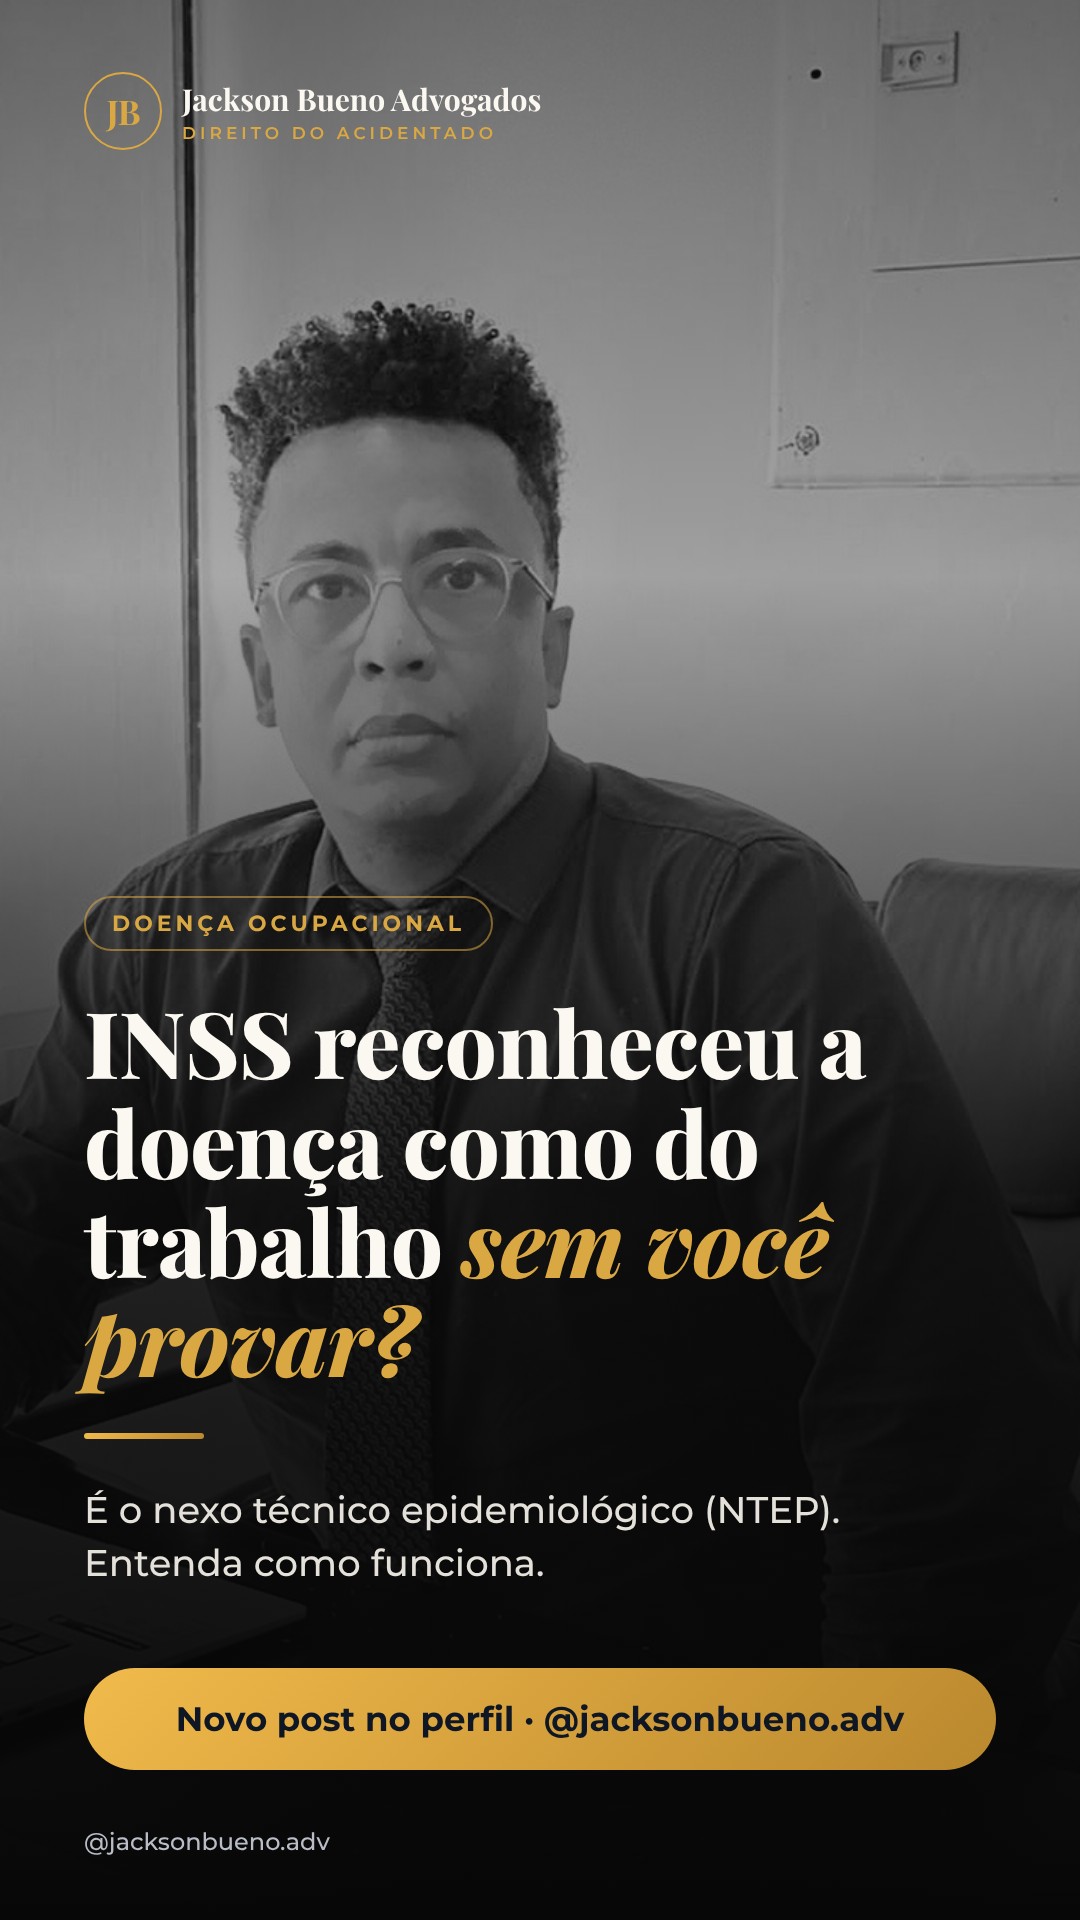 JB
Jackson Bueno Advogados
DIREITO DO ACIDENTADO
DOENÇA OCUPACIONAL
INSS reconheceu a
doença como do
trabalho sem você
provar?
É o nexo técnico epidemiológico (NTEP).
Entenda como funciona.
Novo post no perfil · @jacksonbueno.adv
@jacksonbueno.adv